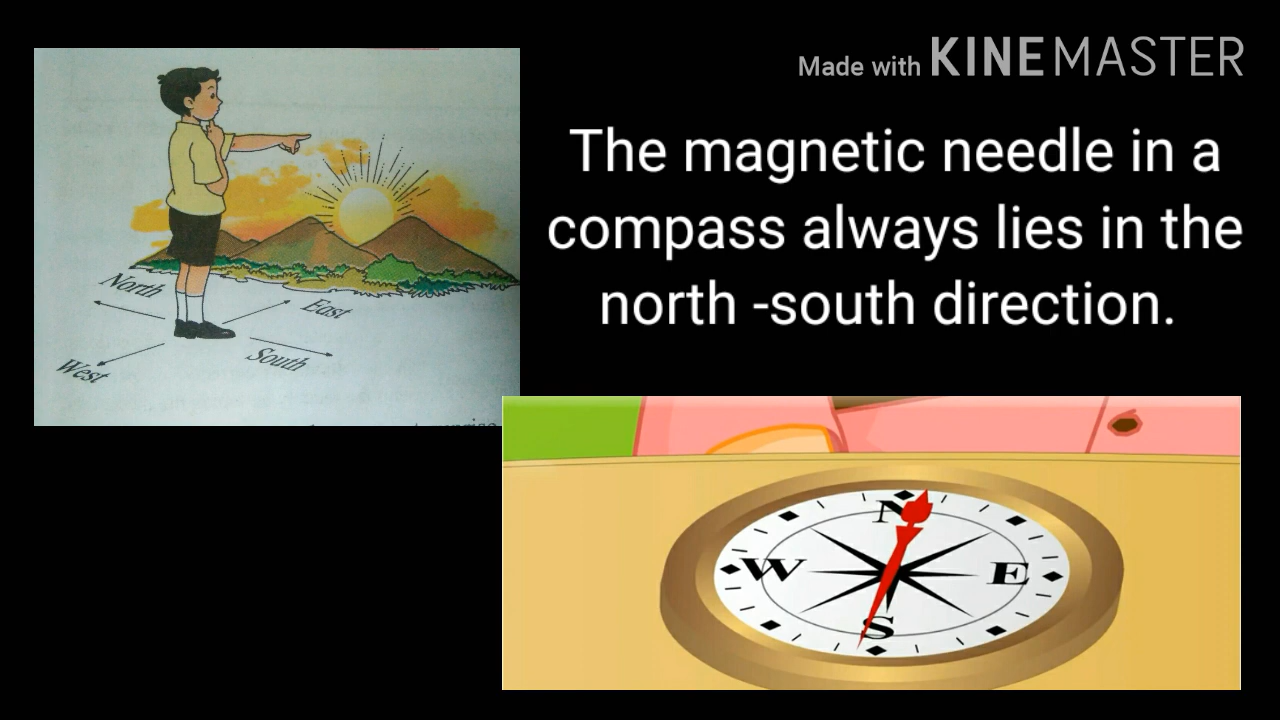 Made with KINEMASTER
The magnetic needle in a
compass always lies in the
north -south direction.
North
East
South
West
N
W
E
S